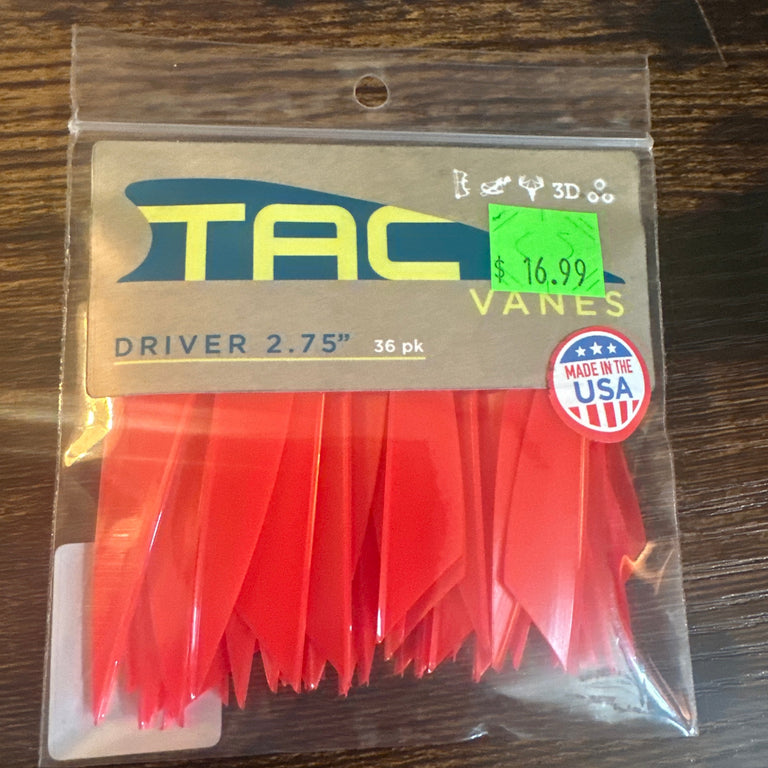 3D
TAC
$ 16.99
VANES
DRIVER 2.75” 36 pk
MADE IN THE
USA